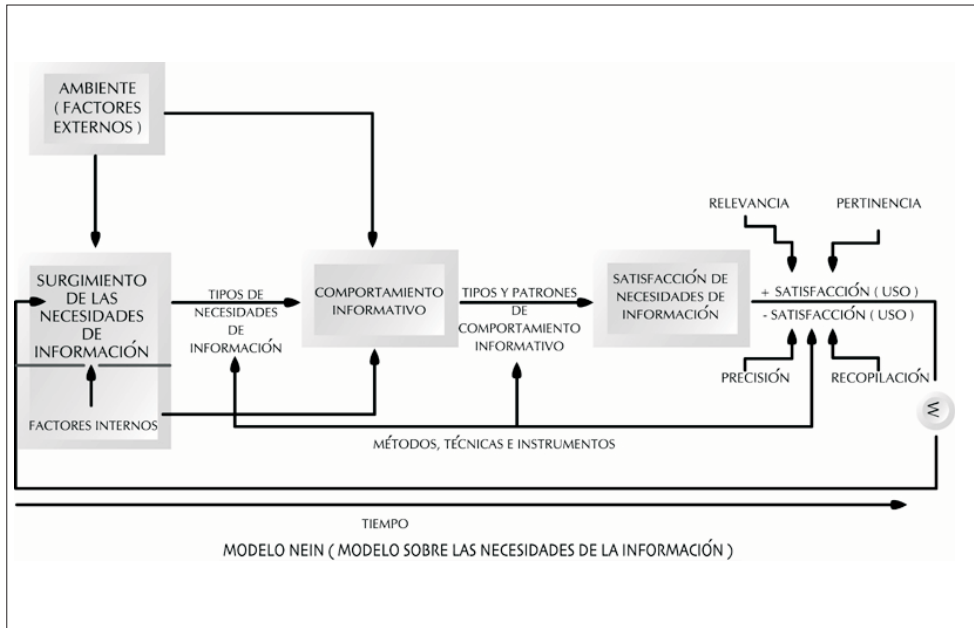 AMBIENTE
( FACTORES
EXTERNOS )
RELEVANCIA
PERTINENCIA
SURGIMIENTO
DE LAS
NECESIDADES
DE
INFORMACIÓN
TIPOS DE
NECESIDADES
DE
INFORMACIÓN
COMPORTAMIENTO
INFORMATIVO
TIPOS Y PATRONES
DE
COMPORTAMIENTO
INFORMATIVO
SATISFACCIÓN DE
NECESIDADES DE
INFORMACIÓN
+ SATISFACCIÓN ( USO )
- SATISFACCIÓN ( USO )
PRECISIÓN
RECOPILACIÓN
FACTORES INTERNOS
W
MÉTODOS, TÉCNICAS E INSTRUMENTOS
TIEMPO
MODELO NEIN ( MODELO SOBRE LAS NECESIDADES DE LA INFORMACIÓN )